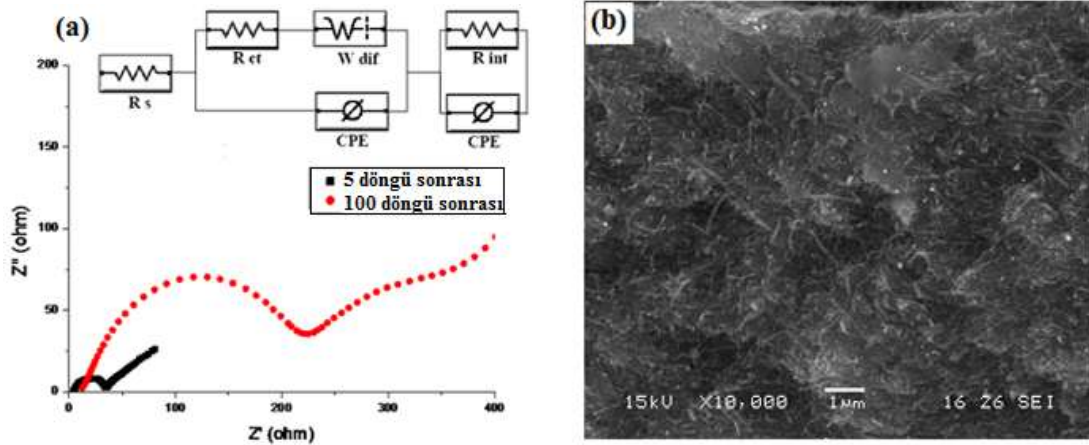 (a)
R ct
W dif
R int
R s
CPE
CPE
5 döngü sonrası
100 döngü sonrası
200
150
100
50
0
Z'' (ohm)
0
100
200
300
400
Z' (ohm)
(b)
15kV X10,000 1μm 16 26 SEI